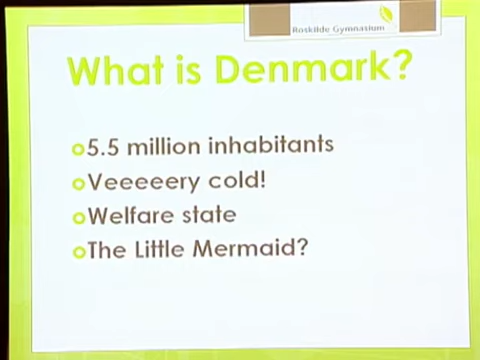 Roskilde Gymnasium
What is Denmark?
5.5 million inhabitants
Veeeeery cold!
Welfare state
The Little Mermaid?